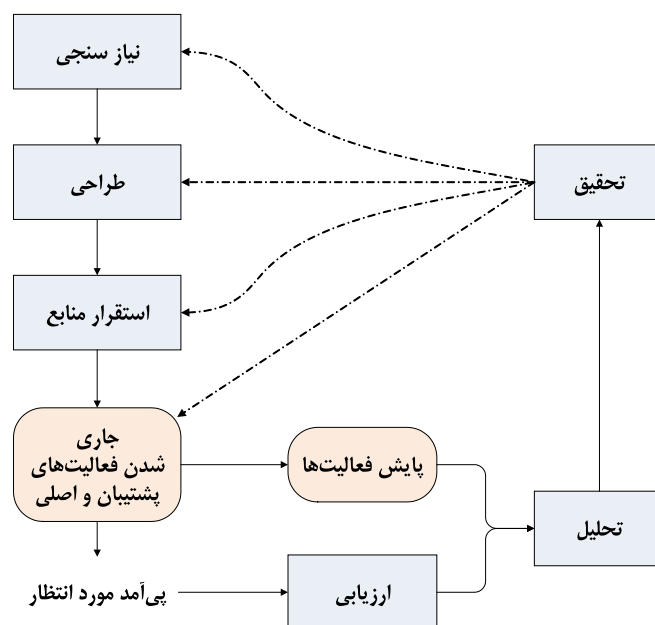 نیاز سنجی
طراحی
تحقیق
استقرار منابع
جاری
شدن فعالیت‌های
پشتیبان و اصلی
پایش فعالیت‌ها
تحلیل
پی‌آمد مورد انتظار
ارزیابی